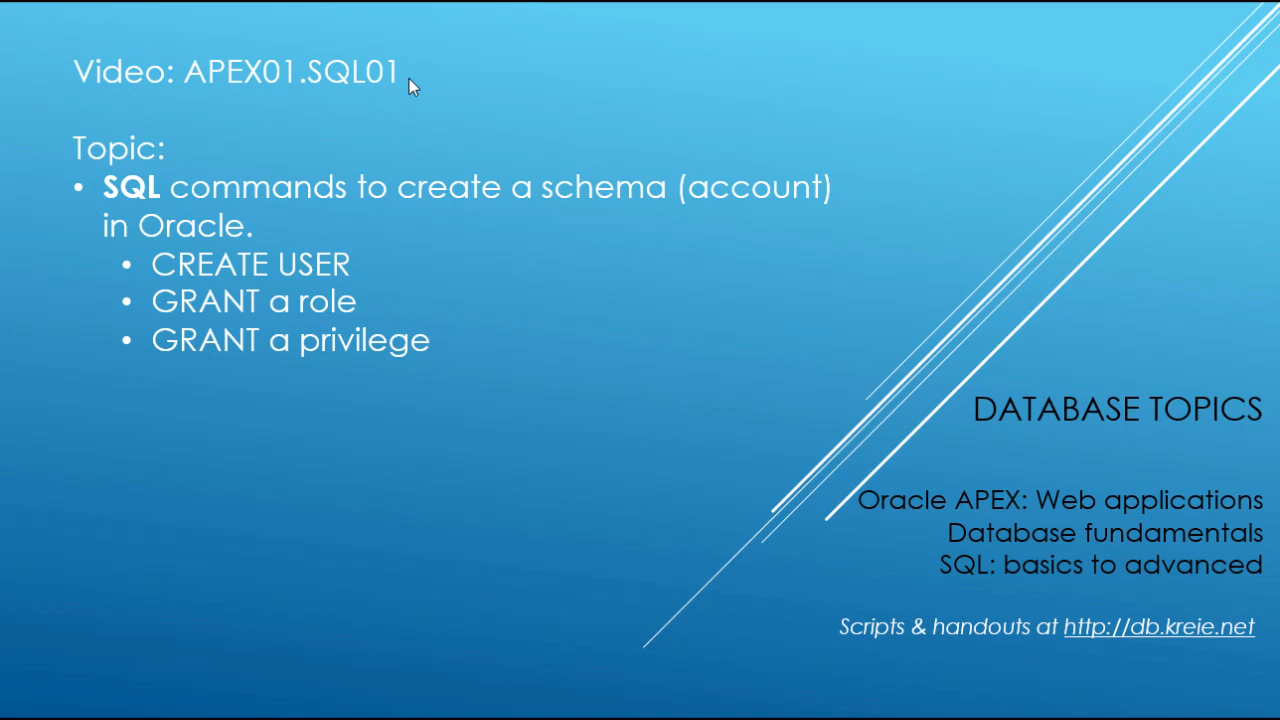 Video: APEX01.SQL01
Topic:
• SQL commands to create a schema (account)
in Oracle.
• CREATE USER
• GRANT a role
• GRANT a privilege
DATABASE TOPICS
Oracle APEX: Web applications
Database fundamentals
SQL: basics to advanced
Scripts & handouts at http://db.kreie.net